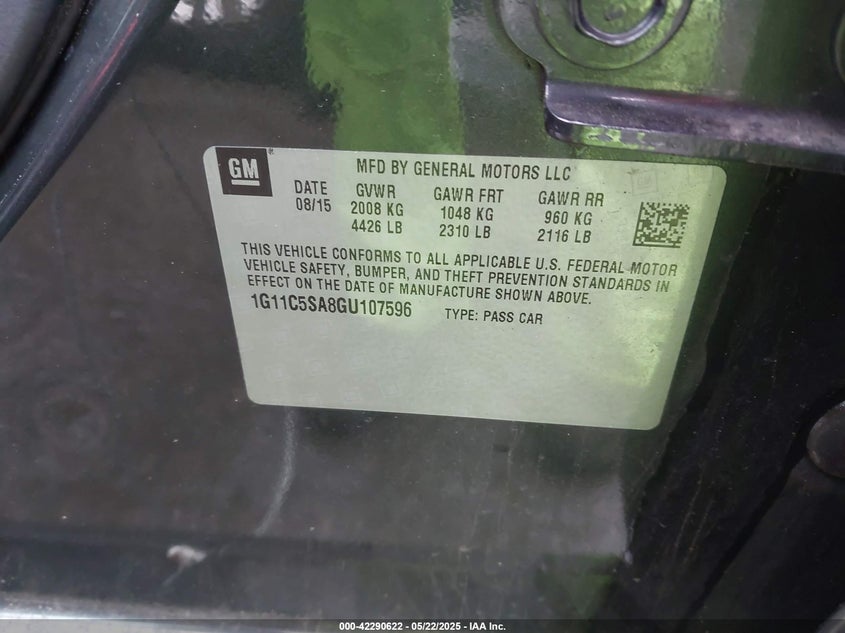 GM
MFD BY GENERAL MOTORS LLC
DATE GVWR GAWR FRT GAWR RR
08/15 2008 KG 1048 KG 960 KG
4426 LB 2310 LB 2116 LB
THIS VEHICLE CONFORMS TO ALL APPLICABLE U.S. FEDERAL MOTOR
VEHICLE SAFETY, BUMPER, AND THEFT PREVENTION STANDARDS IN
EFFECT ON THE DATE OF MANUFACTURE SHOWN ABOVE.
1G11C5SA8GU107596 TYPE: PASS CAR
000-42290622 - 05/22/2025 - IAA Inc.